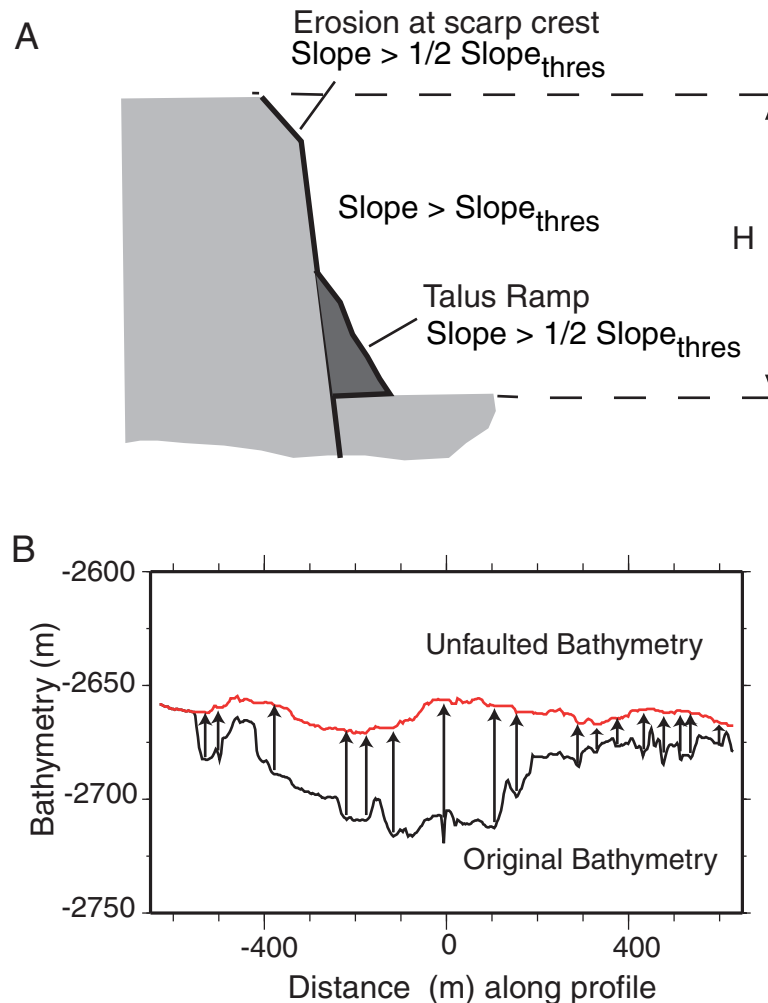 A
Erosion at scarp crest
Slope > 1/2 Slope_thres
Slope > Slope_thres
H
Talus Ramp
Slope > 1/2 Slope_thres
B
-2600
-2650
-2700
-2750
Bathymetry (m)
Unfaulted Bathymetry
Original Bathymetry
-400
0
400
Distance (m) along profile